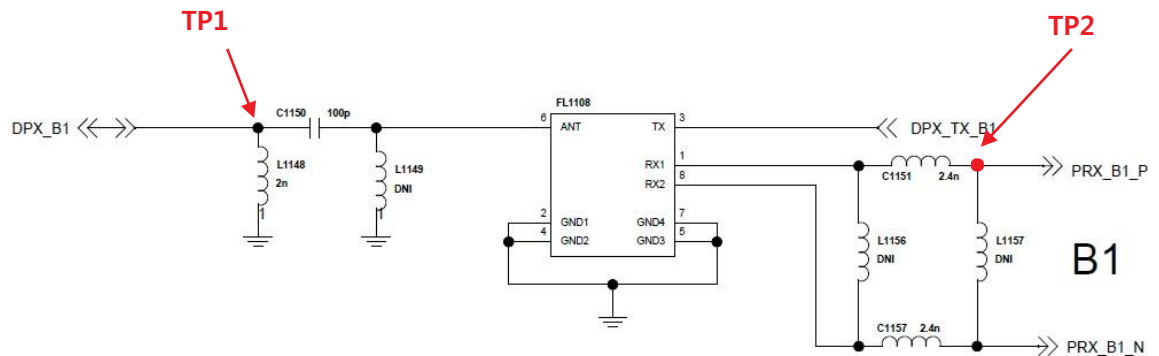 TP1
TP2
C1150 100p
FL1108
DPX_B1
6
ANT
TX
3
DPX_TX_B1
L1148
2n
1
L1149
DNI
1
RX1
1
RX2
8
C1151 2.4n
PRX_B1_P
2
GND1
GND4
7
4
GND2
GND3
5
L1156
DNI
L1157
DNI
B1
C1157 2.4n
PRX_B1_N